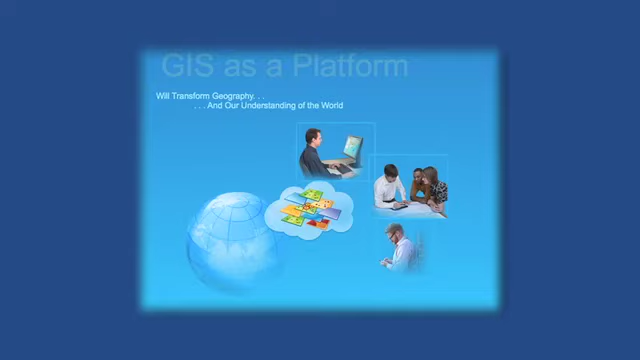 GIS as a Platform
Will Transform Geography. . .
. . . And Our Understanding of the World